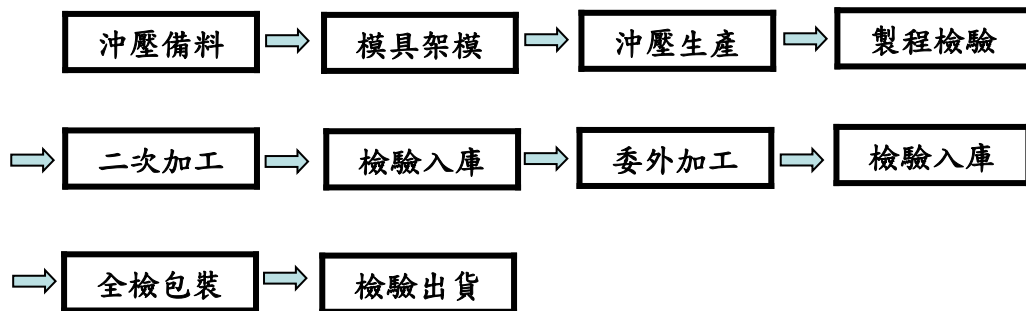 沖壓備料 模具架模 沖壓生產 製程檢驗
二次加工 檢驗入庫 委外加工 檢驗入庫
全檢包裝 檢驗出貨